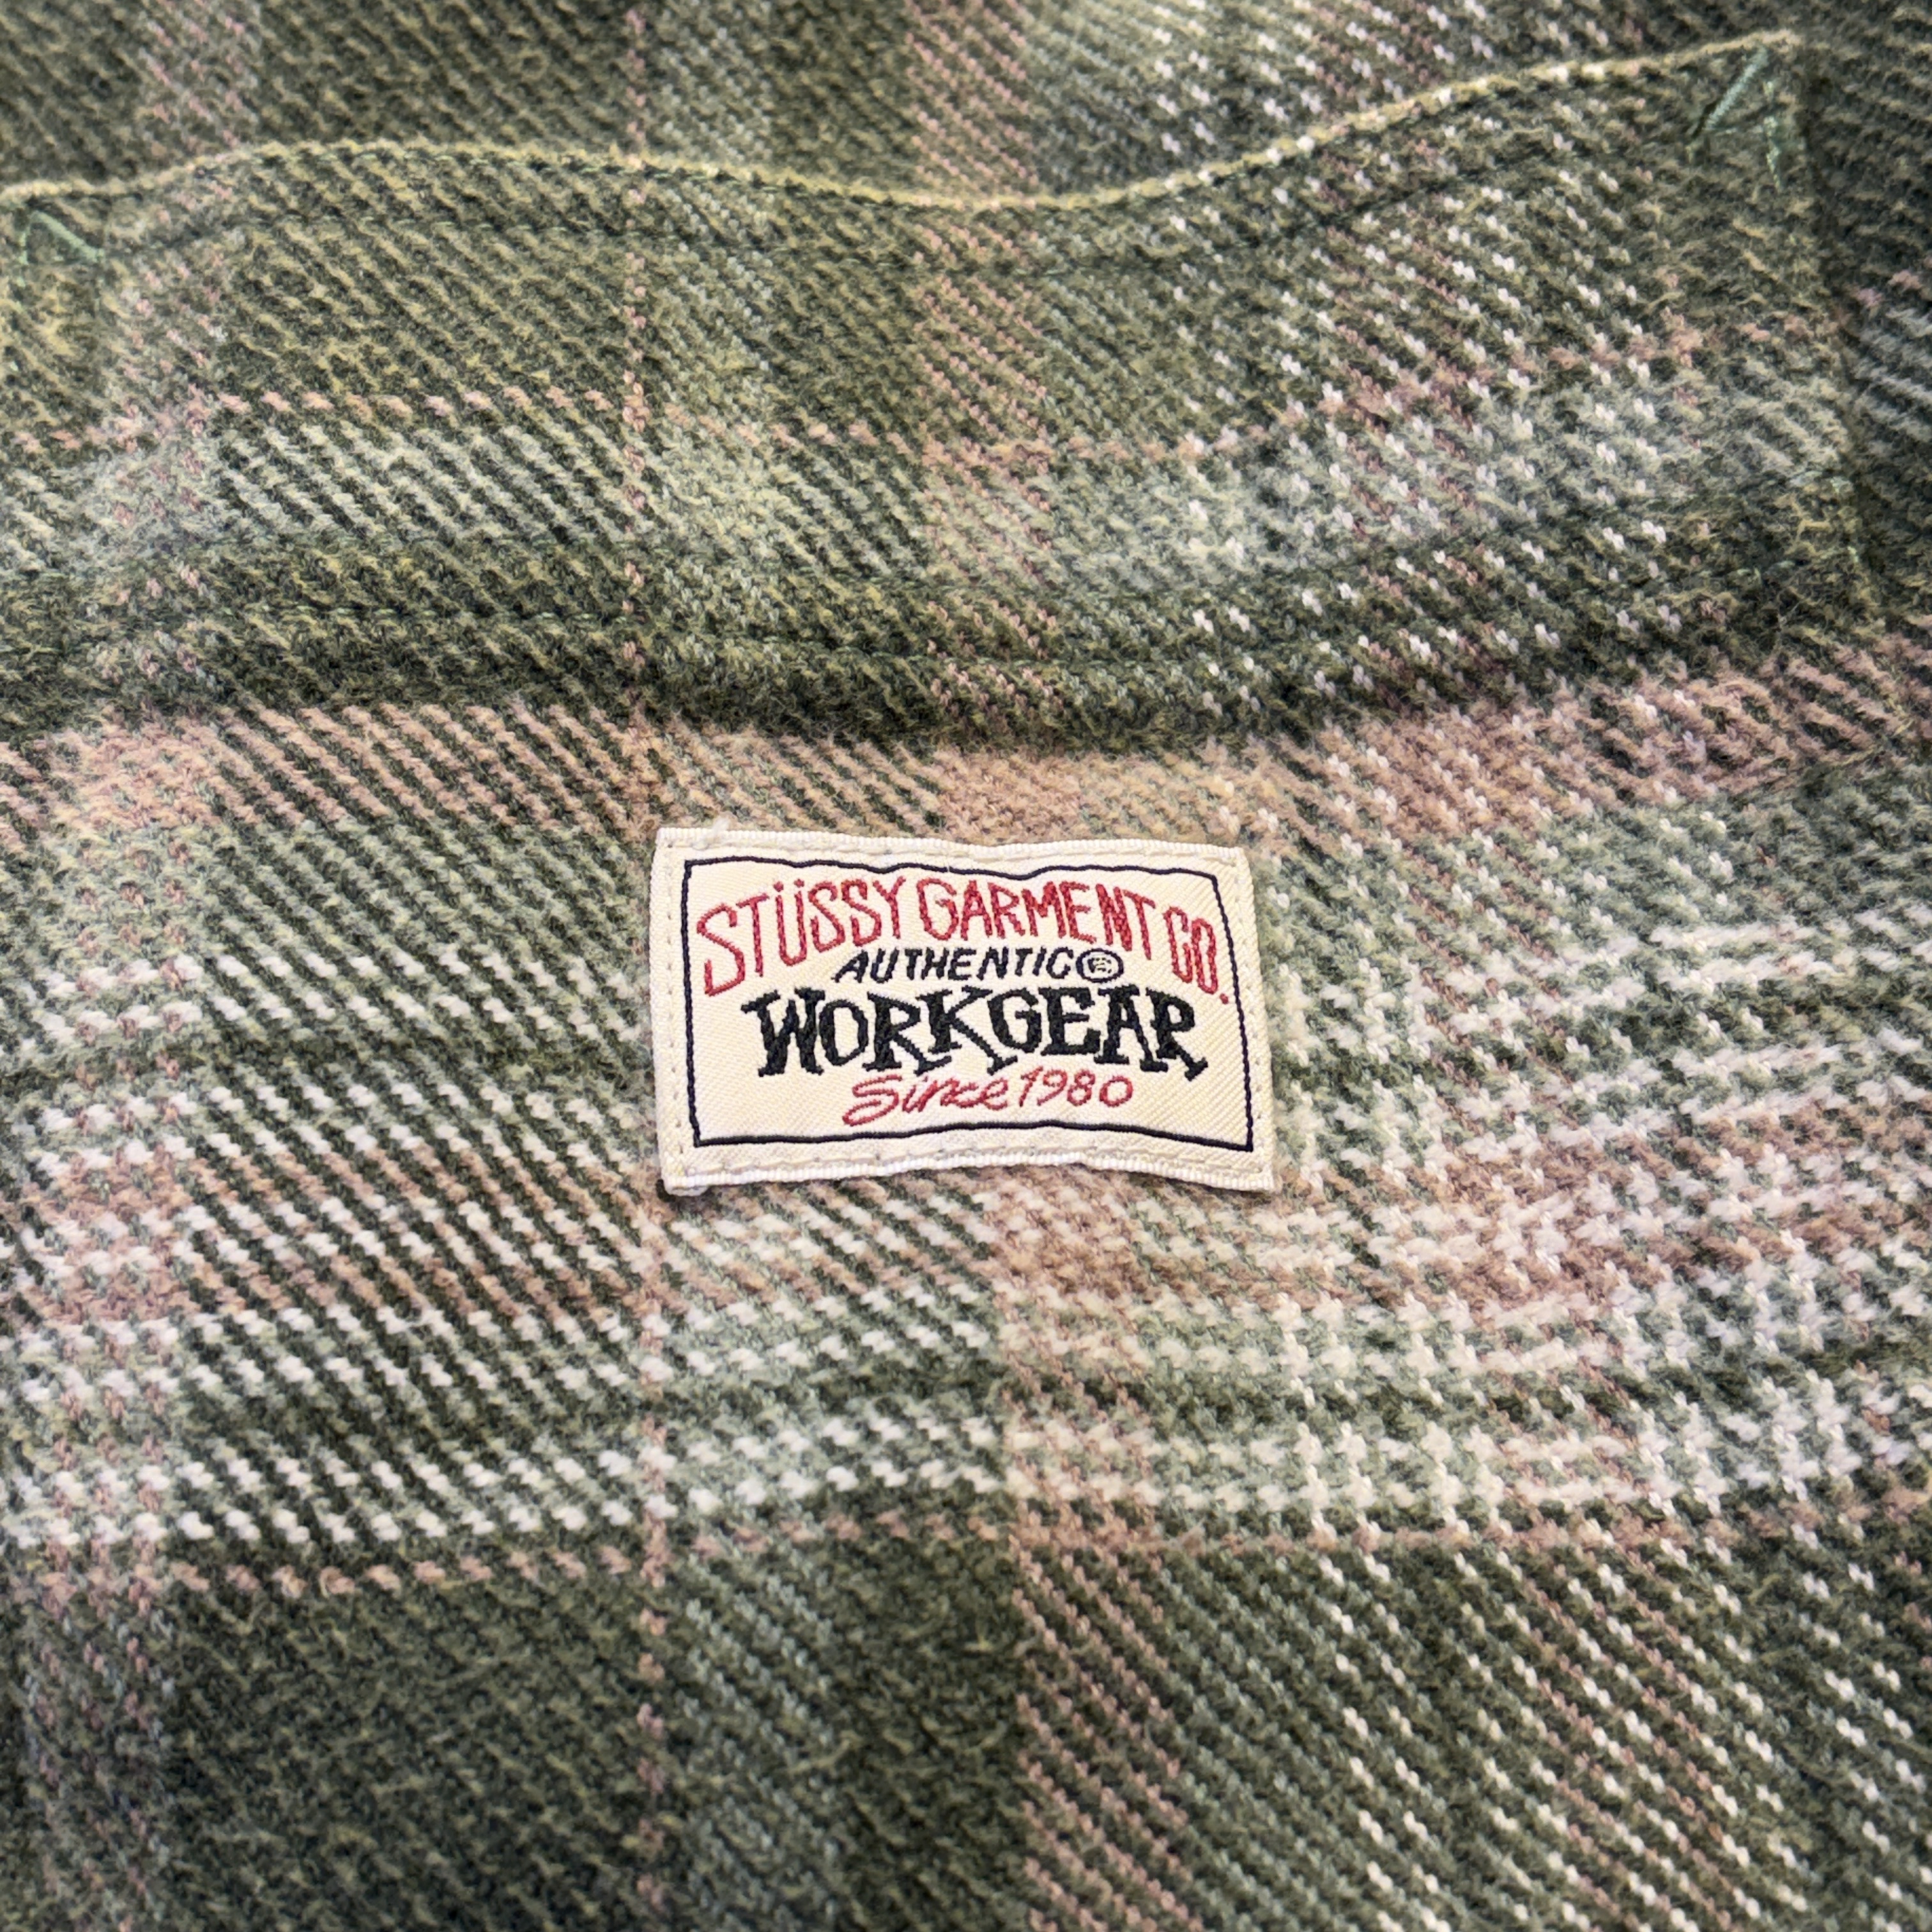 STÜSSY GARMENT CO.
AUTHENTIC©
WORKGEAR
Since 1980